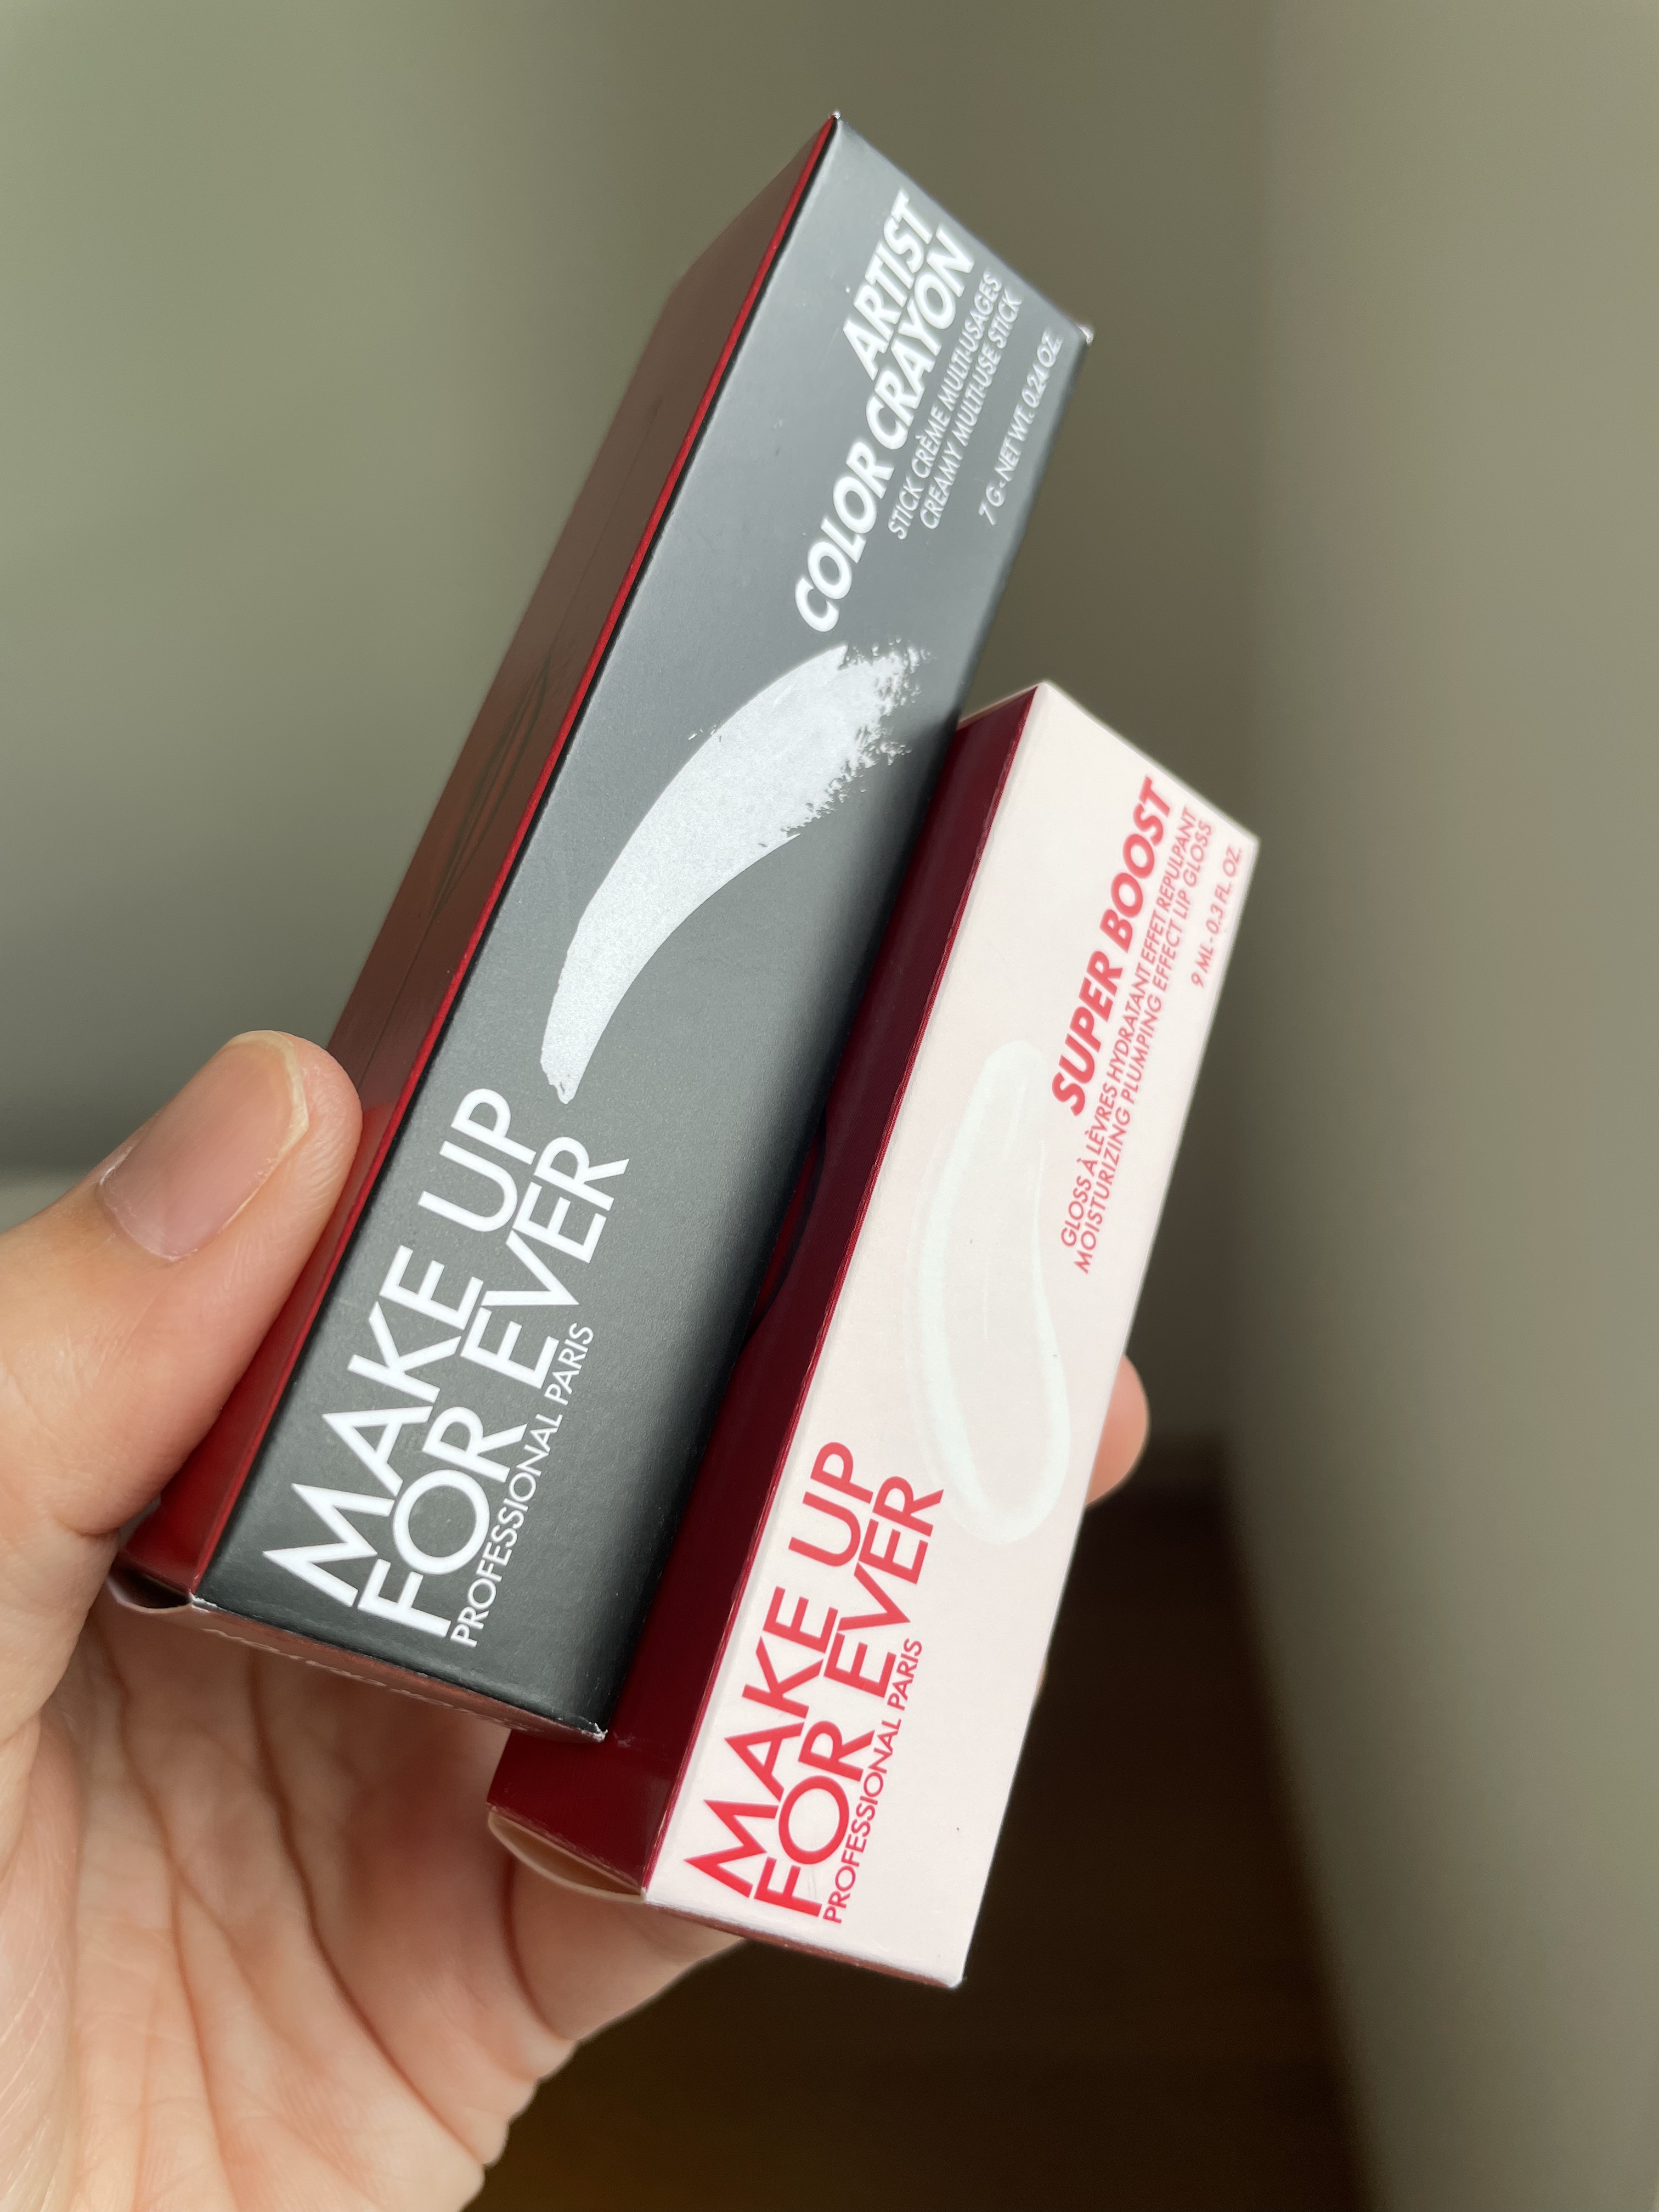 MAKE UP
FOR EVER
PROFESSIONAL PARIS
ARTIST
COLOR CRAYON
STICK CRÈME MULTI-USAGES
CREAMY MULTI-USE STICK
7 G - NET WT. 0.24 OZ.
MAKE UP
FOR EVER
PROFESSIONAL PARIS
SUPER BOOST
GLOSS À LÈVRES HYDRATANT EFFET REPULPANT
MOISTURIZING PLUMPING EFFECT LIP GLOSS
9 ML - 0.3 FL. OZ.